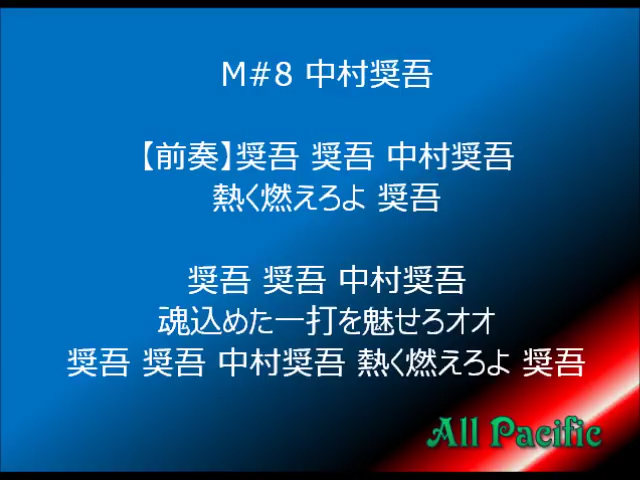 M#8 中村奨吾
【前奏】奨吾 奨吾 中村奨吾
熱く燃えろよ 奨吾
奨吾 奨吾 中村奨吾
魂込めた一打を魅せろオオ
奨吾 奨吾 中村奨吾 熱く燃えろよ 奨吾
All Pacific